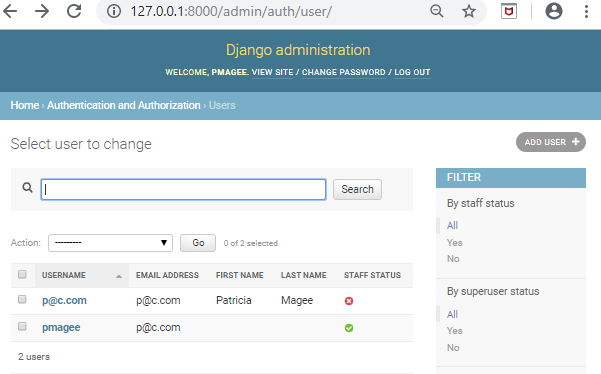 127.0.0.1:8000/admin/auth/user/
Django administration
WELCOME, PMAGEE. VIEW SITE / CHANGE PASSWORD / LOG OUT
Home › Authentication and Authorization › Users
Select user to change
ADD USER +
Search
Action: --------- Go 0 of 2 selected
USERNAME EMAIL ADDRESS FIRST NAME LAST NAME STAFF STATUS
p@c.com p@c.com Patricia Magee
pmagee p@c.com
2 users
FILTER
By staff status
All
Yes
No
By superuser status
All
Yes
No